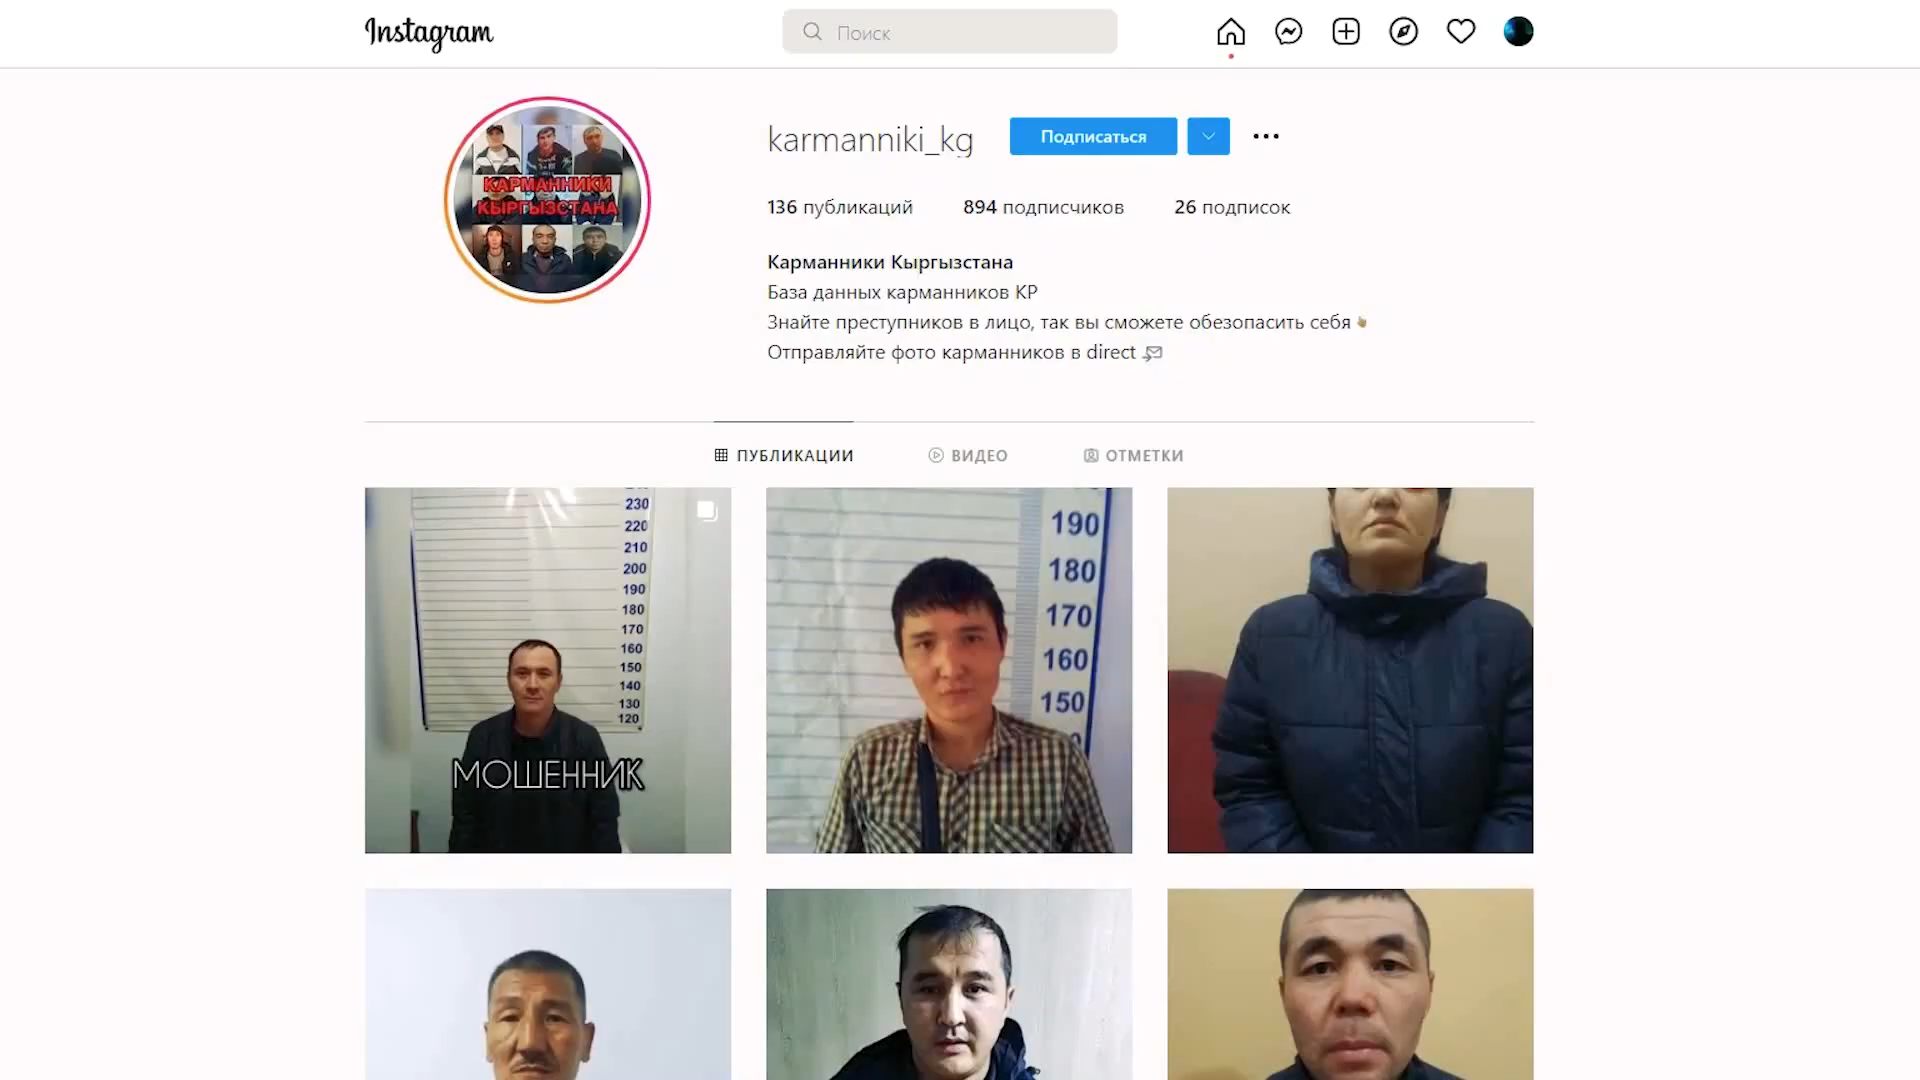 Instagram
Поиск
karmanniki_kg
Подписаться
136 публикаций
894 подписчиков
26 подписок
КАРМАННИКИ
КЫРГЫЗСТАНА
Карманники Кыргызстана
База данных карманников КР
Знайте преступников в лицо, так вы сможете обезопасить себя
Отправляйте фото карманников в direct
ПУБЛИКАЦИИ
ВИДЕО
ОТМЕТКИ
230
220
210
200
190
180
170
160
150
140
130
120
МОШЕННИК
190
180
170
160
150